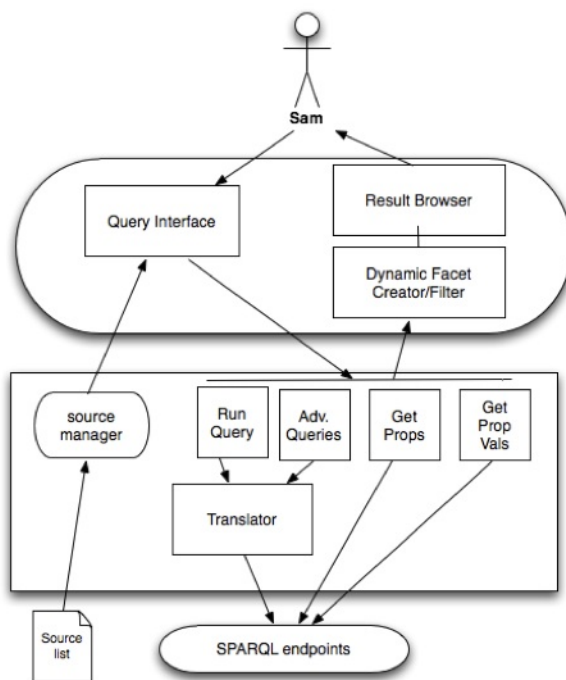 Sam
Query Interface
Result Browser
Dynamic Facet
Creator/Filter
source
manager
Run
Query
Adv.
Queries
Get
Props
Get
Prop
Vals
Translator
Source
list
SPARQL endpoints